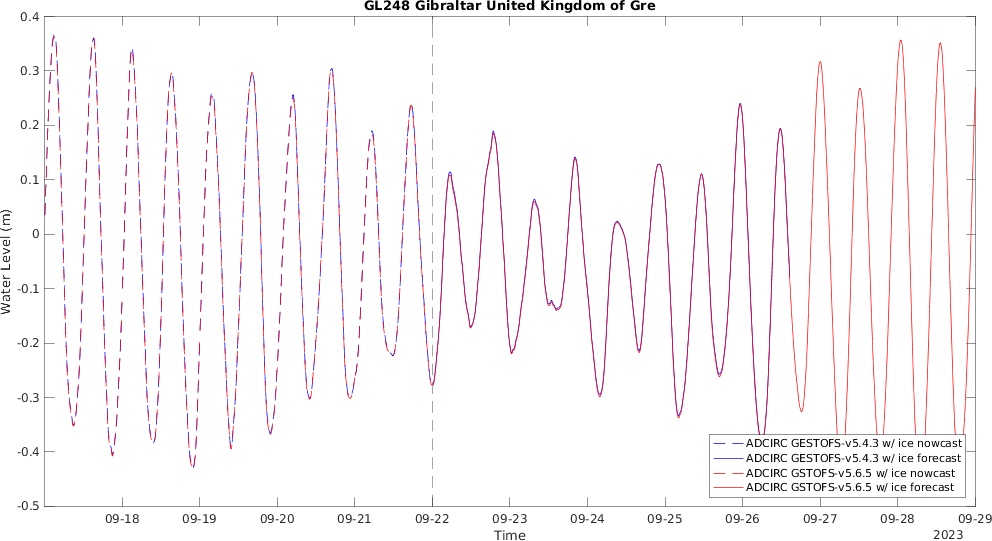 GL248 Gibraltar United Kingdom of Gre
0.4
0.3
0.2
0.1
0
-0.1
-0.2
-0.3
-0.4
-0.5
Water Level (m)
ADCIRC GESTOFS-v5.4.3 w/ ice nowcast
ADCIRC GESTOFS-v5.4.3 w/ ice forecast
ADCIRC GSTOFS-v5.6.5 w/ ice nowcast
ADCIRC GSTOFS-v5.6.5 w/ ice forecast
09-18 09-19 09-20 09-21 09-22 09-23 09-24 09-25 09-26 09-27 09-28 09-29
Time
2023